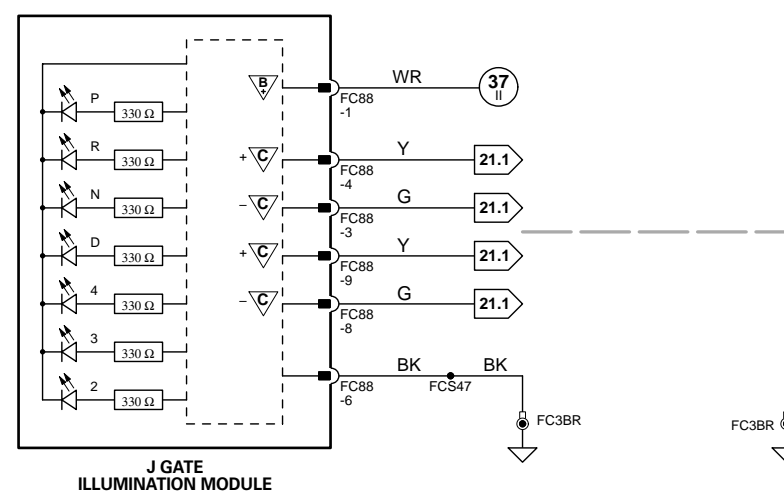 B
+
WR
37
II
FC88
-1
P
330 Ω
R
330 Ω
+ C
Y
21.1
FC88
-4
N
330 Ω
– C
G
21.1
FC88
-3
D
330 Ω
+ C
Y
21.1
FC88
-9
4
330 Ω
– C
G
21.1
FC88
-8
3
330 Ω
2
330 Ω
BK
BK
FC88
-6
FCS47
FC3BR
FC3BR
J GATE
ILLUMINATION MODULE